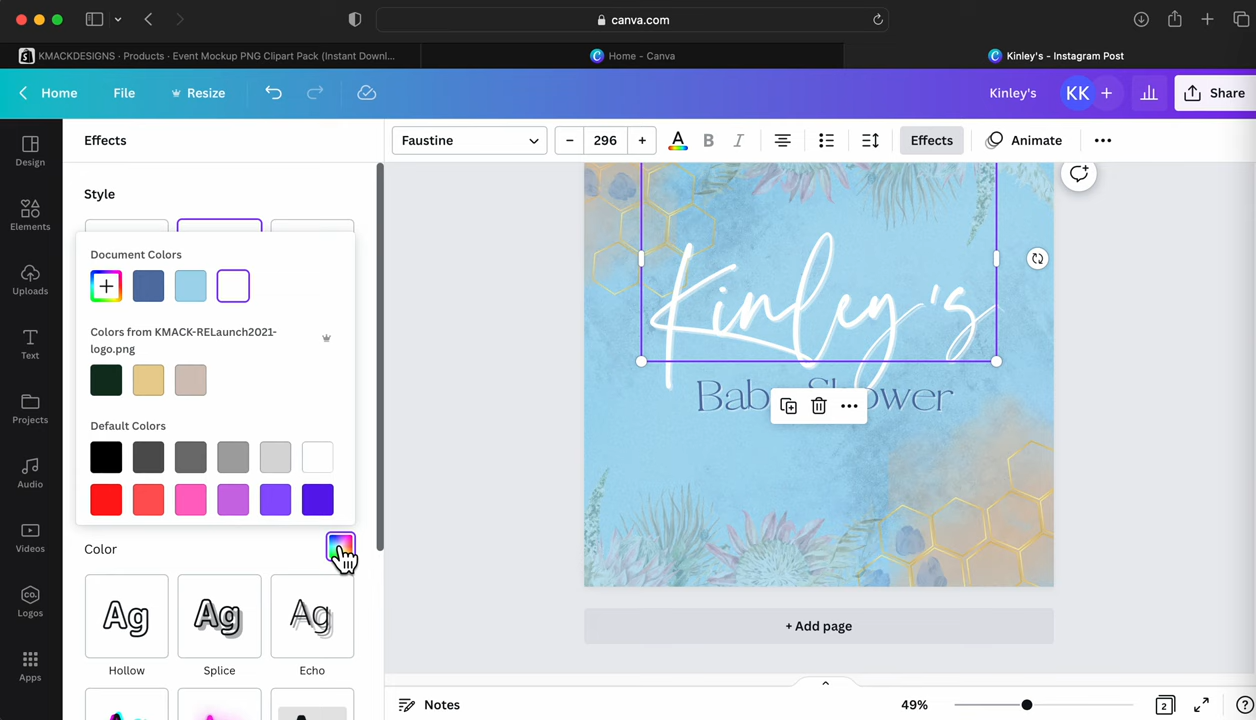 canva.com
KMACKDESIGNS · Products · Event Mockup PNG Clipart Pack (Instant Downl...
Home - Canva
Kinley's - Instagram Post
Home
File
Resize
Kinley's
KK
+
Share
Effects
Faustine
− 296 +
A
B
I
Effects
Animate
Design
Elements
Uploads
Text
Projects
Audio
Videos
co.
Logos
Apps
Style
Document Colors
Colors from KMACK-RELaunch2021-
logo.png
Default Colors
Color
Ag
Ag
Ag
Hollow
Splice
Echo
Kinley's
Baby Shower
+ Add page
Notes
49%
2
?